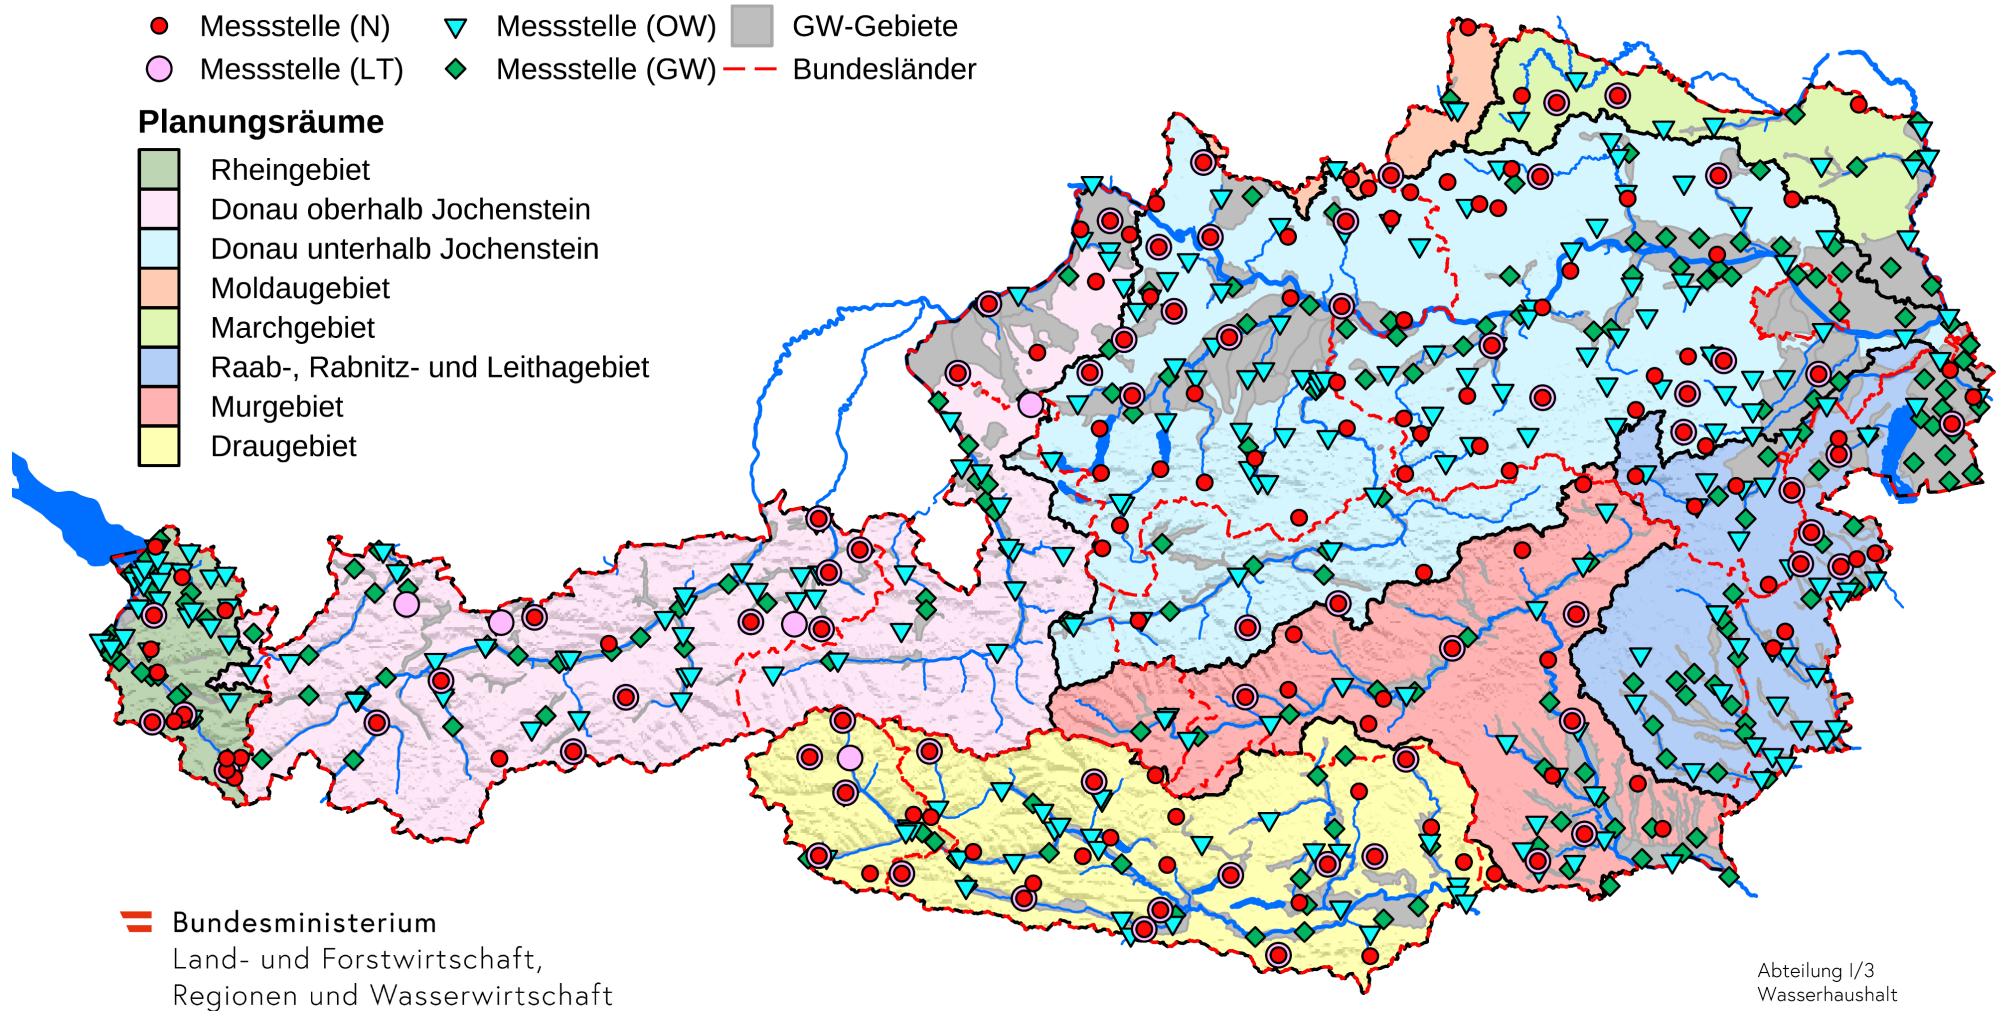 Messstelle (N)
Messstelle (OW)
GW-Gebiete
Messstelle (LT)
Messstelle (GW)
Bundesländer
Planungsräume
Rheingebiet
Donau oberhalb Jochenstein
Donau unterhalb Jochenstein
Moldaugebiet
Marchgebiet
Raab-, Rabnitz- und Leithagebiet
Murgebiet
Draugebiet
Bundesministerium
Land- und Forstwirtschaft,
Regionen und Wasserwirtschaft
Abteilung I/3
Wasserhaushalt